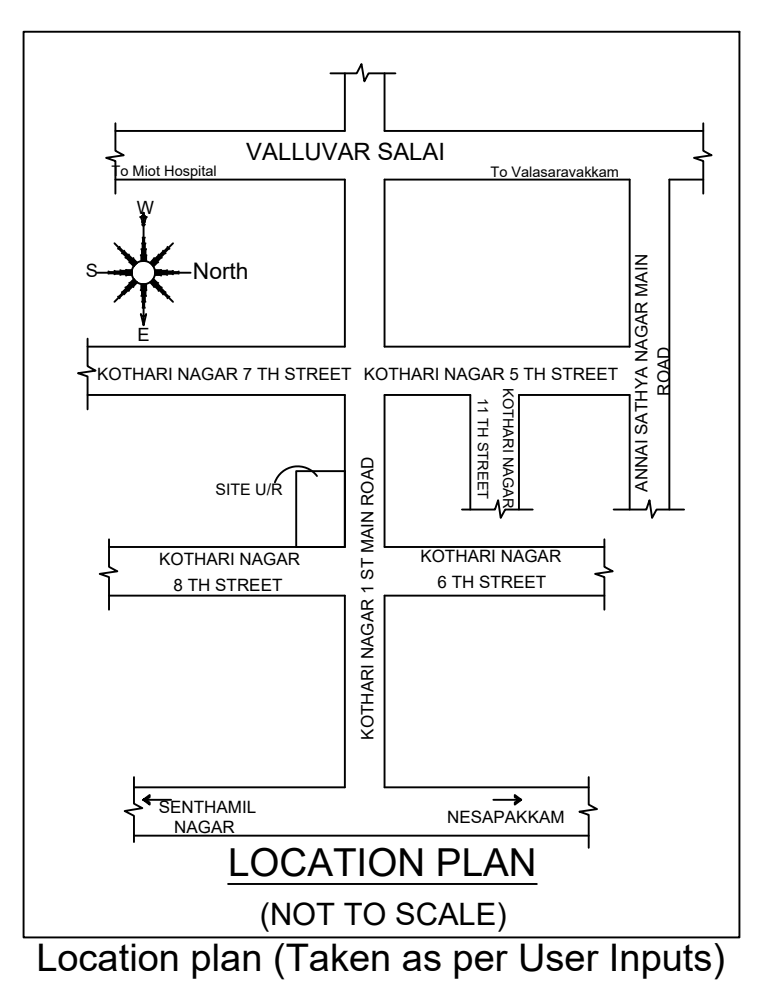 VALLUVAR SALAI
To Miot Hospital
To Valasaravakkam
W
S
North
E
KOTHARI NAGAR 7 TH STREET
KOTHARI NAGAR 5 TH STREET
ANNAI SATHYA NAGAR MAIN
ROAD
KOTHARI NAGAR
11 TH STREET
SITE U/R
KOTHARI NAGAR 1 ST MAIN ROAD
KOTHARI NAGAR
8 TH STREET
KOTHARI NAGAR
6 TH STREET
SENTHAMIL
NAGAR
NESAPAKKAM
LOCATION PLAN
(NOT TO SCALE)
Location plan (Taken as per User Inputs)